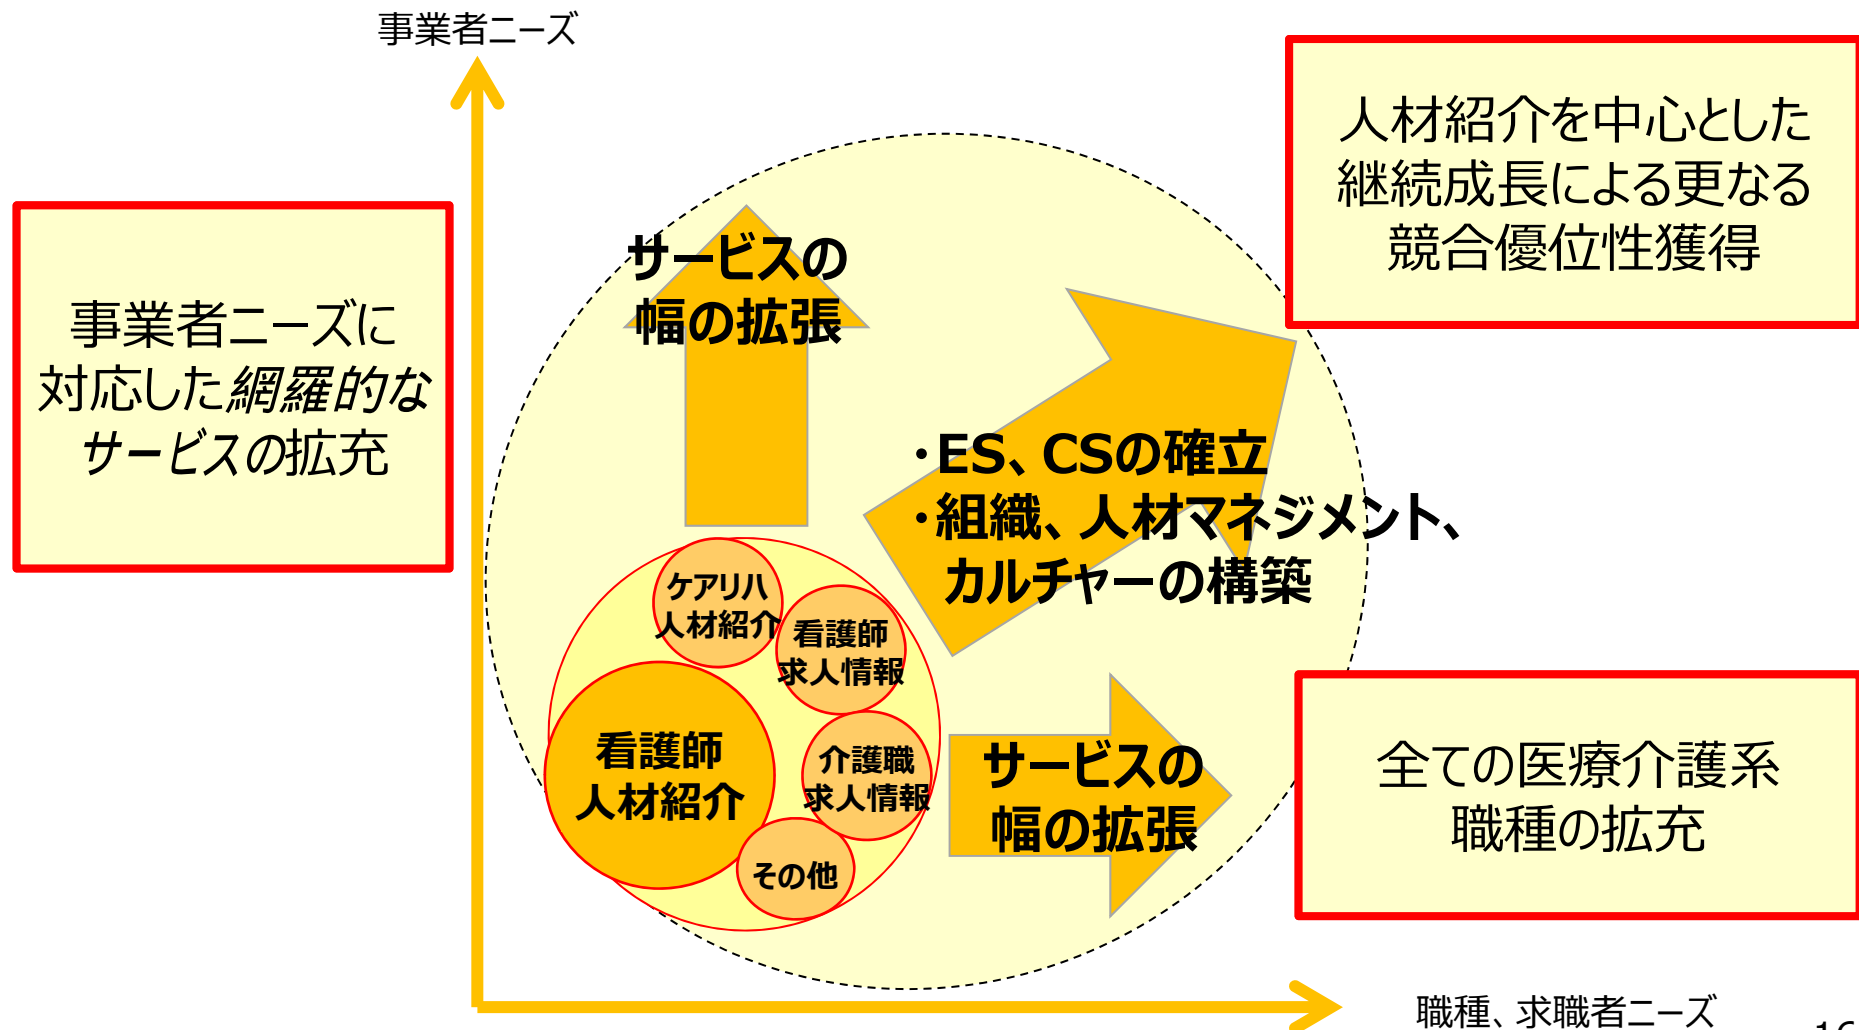 事業者ニーズ
人材紹介を中心とした
継続成長による更なる
競合優位性獲得
事業者ニーズに
対応した網羅的な
サービスの拡充
サービスの
幅の拡張
・ES、CSの確立
・組織、人材マネジメント、
カルチャーの構築
ケアリハ
人材紹介
看護師
求人情報
看護師
人材紹介
介護職
求人情報
その他
サービスの
幅の拡張
全ての医療介護系
職種の拡充
職種、求職者ニーズ
16